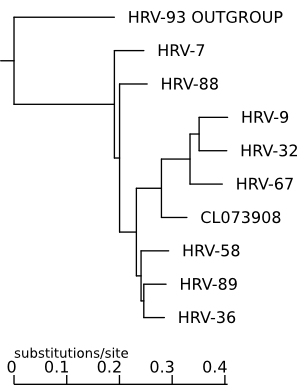 HRV-93 OUTGROUP
HRV-7
HRV-88
HRV-9
HRV-32
HRV-67
CL073908
HRV-58
HRV-89
HRV-36
substitutions/site
0 0.1 0.2 0.3 0.4